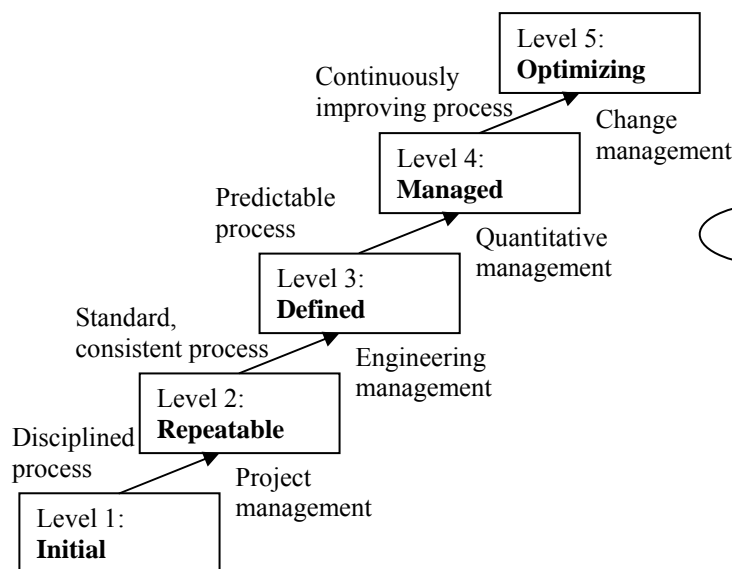 Level 5:
Optimizing
Continuously
improving process
Change
management
Level 4:
Managed
Predictable
process
Quantitative
management
Level 3:
Defined
Standard,
consistent process
Engineering
management
Level 2:
Repeatable
Disciplined
process
Project
management
Level 1:
Initial